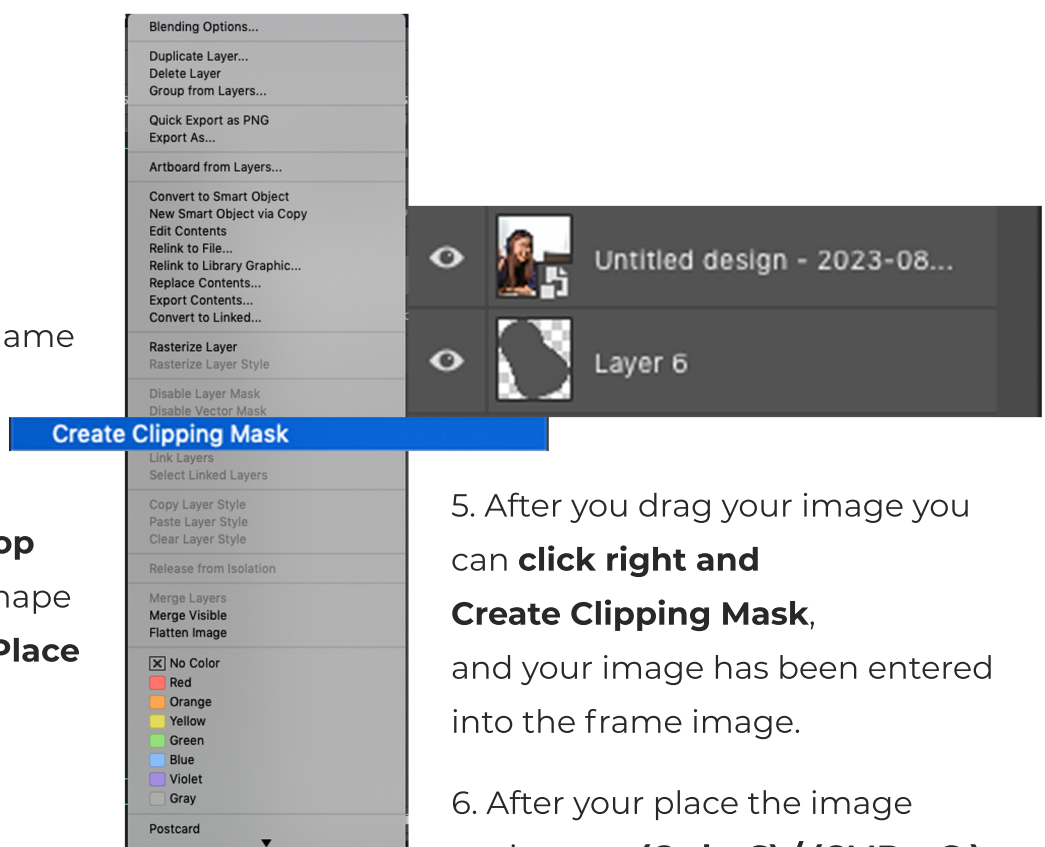 Blending Options...
Duplicate Layer...
Delete Layer
Group from Layers...
Quick Export as PNG
Export As...
Artboard from Layers...
Convert to Smart Object
New Smart Object via Copy
Edit Contents
Relink to File...
Relink to Library Graphic...
Replace Contents...
Export Contents...
Convert to Linked...
Rasterize Layer
Rasterize Layer Style
Disable Layer Mask
Disable Vector Mask
Create Clipping Mask
Link Layers
Select Linked Layers
Copy Layer Style
Paste Layer Style
Clear Layer Style
Release from Isolation
Merge Layers
Merge Visible
Flatten Image
No Color
Red
Orange
Yellow
Green
Blue
Violet
Gray
Postcard
Untitled design - 2023-08...
Layer 6
ame
op
hape
Place
5. After you drag your image you
can click right and
Create Clipping Mask,
and your image has been entered
into the frame image.
6. After your place the image